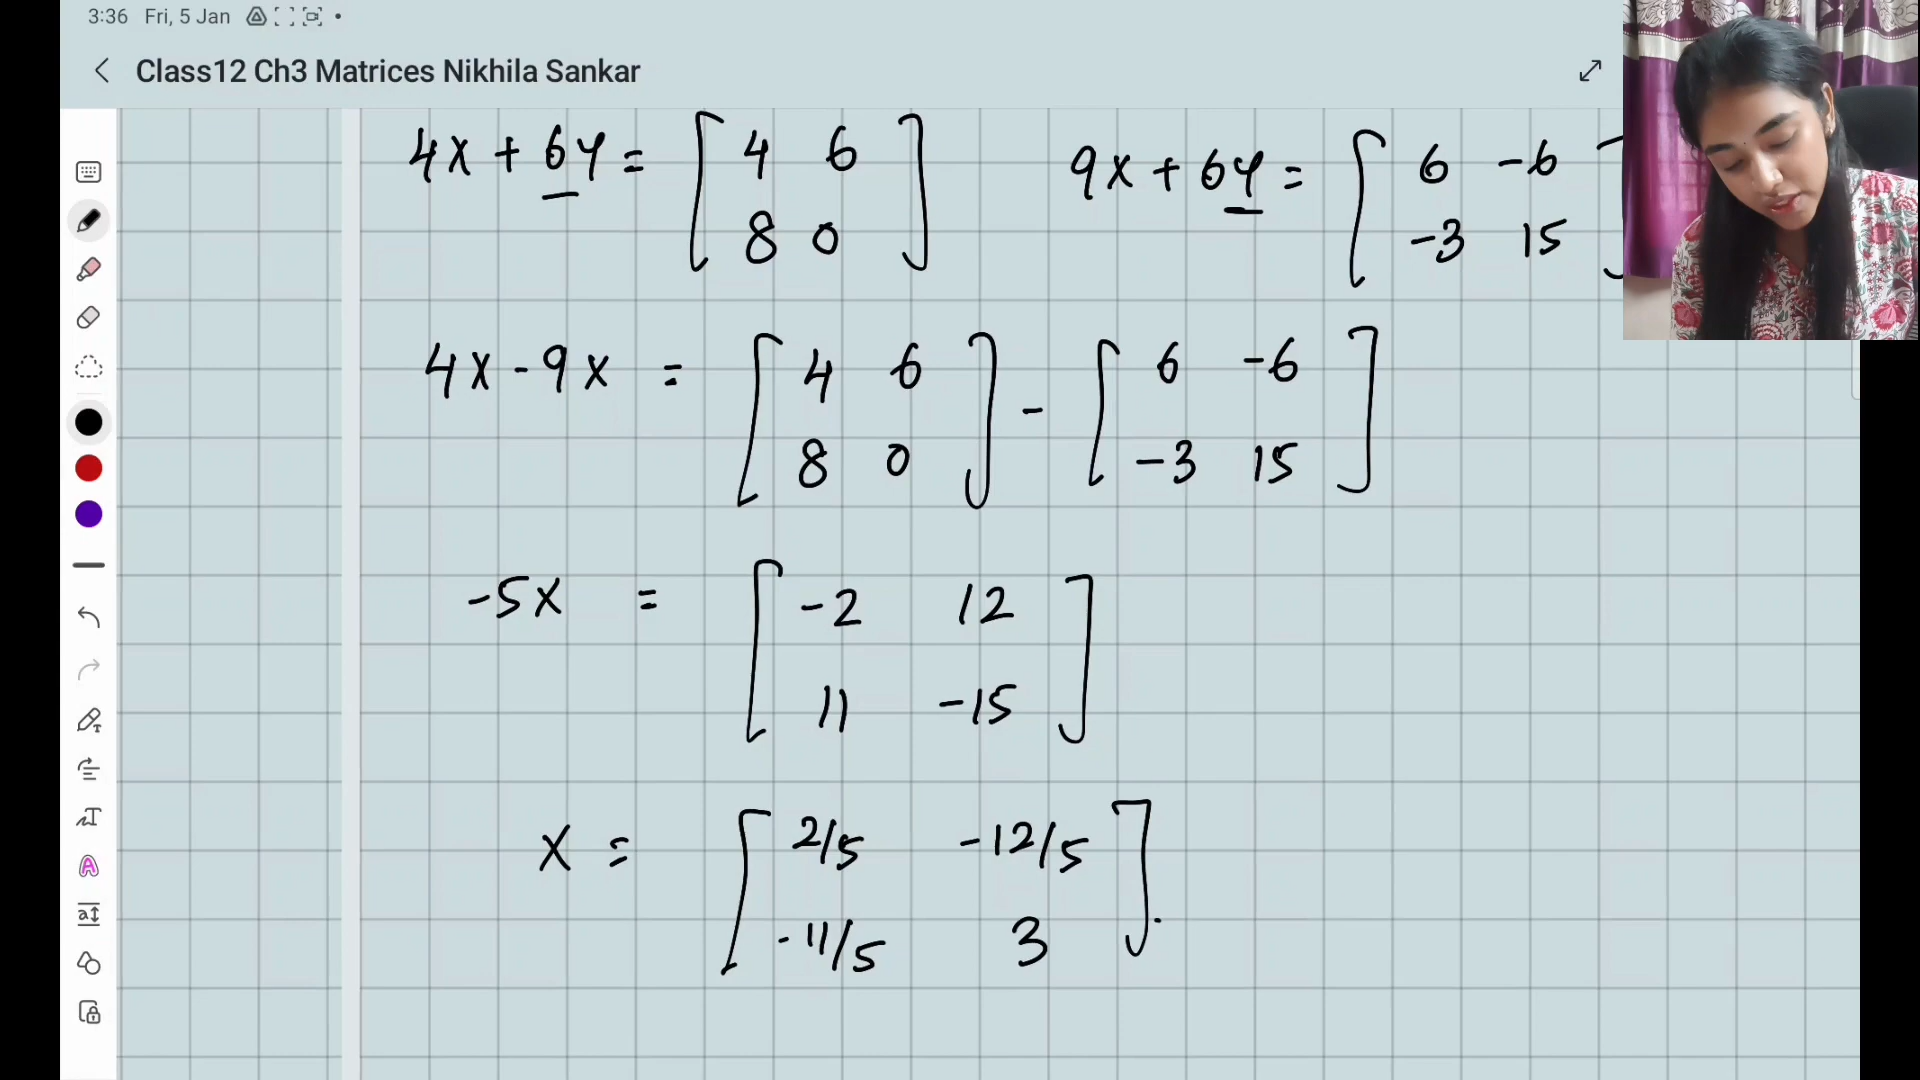 3:36 Fri, 5 Jan
Class12 Ch3 Matrices Nikhila Sankar
4x + 6y = [ 4 6 ] 9x + 6y = [ 6 -6 ]
8 0 -3 15
4x - 9x = [ 4 6 ] - [ 6 -6 ]
8 0 -3 15
-5x = [ -2 12 ]
11 -15
x = [ 2/5 -12/5 ]
-11/5 3